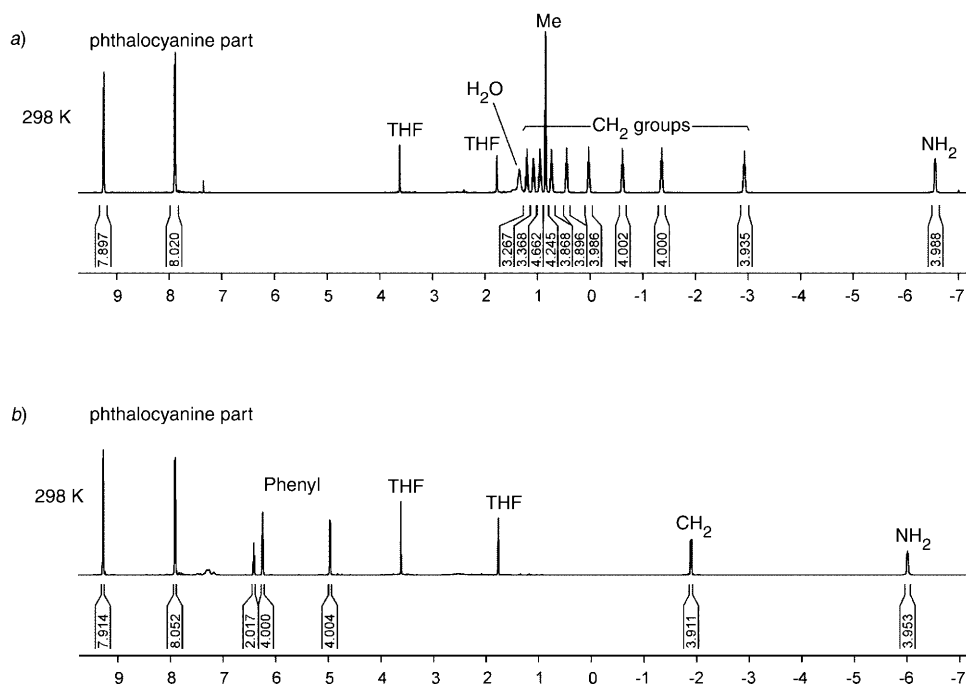 a)
phthalocyanine part
Me
298 K
THF
THF
H2O
CH2 groups
NH2
7.897
8.020
3.267
3.368
4.662
4.245
3.868
3.896
3.986
4.002
4.000
3.935
3.988
9 8 7 6 5 4 3 2 1 0 -1 -2 -3 -4 -5 -6 -7
b)
phthalocyanine part
298 K
Phenyl
THF
THF
CH2
NH2
7.914
8.052
2.017
4.000
4.004
3.911
3.953
9 8 7 6 5 4 3 2 1 0 -1 -2 -3 -4 -5 -6 -7